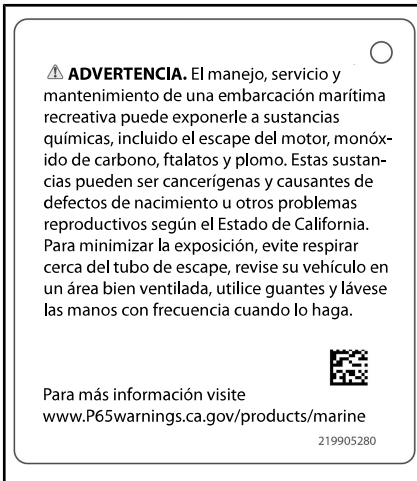 ⚠ ADVERTENCIA. El manejo, servicio y
mantenimiento de una embarcación marítima
recreativa puede exponerle a sustancias
químicas, incluido el escape del motor, monóx-
ido de carbono, ftalatos y plomo. Estas sustan-
cias pueden ser cancerígenas y causantes de
defectos de nacimiento u otros problemas
reproductivos según el Estado de California.
Para minimizar la exposición, evite respirar
cerca del tubo de escape, revise su vehículo en
un área bien ventilada, utilice guantes y lávese
las manos con frecuencia cuando lo haga.
Para más información visite
www.P65warnings.ca.gov/products/marine
219905280